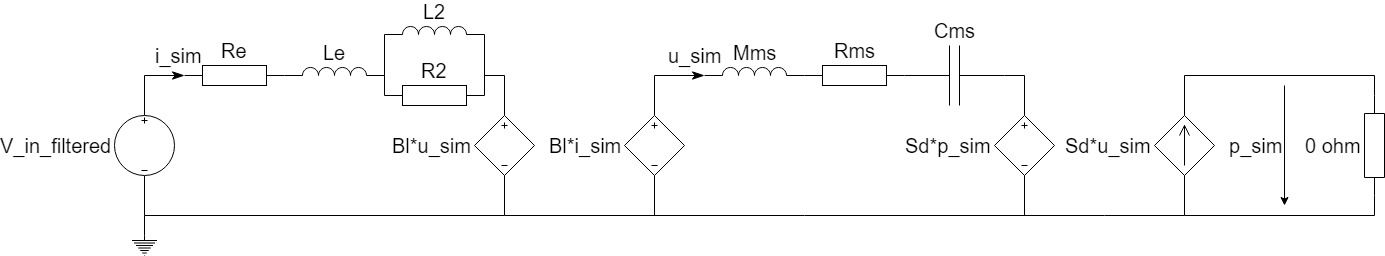 L2
Cms
i_sim
Re
Le
u_sim
Mms
Rms
R2
+
+
+
+
V_in_filtered
Bl*u_sim
Bl*i_sim
Sd*p_sim
Sd*u_sim
p_sim
0 ohm
−
−
−
−